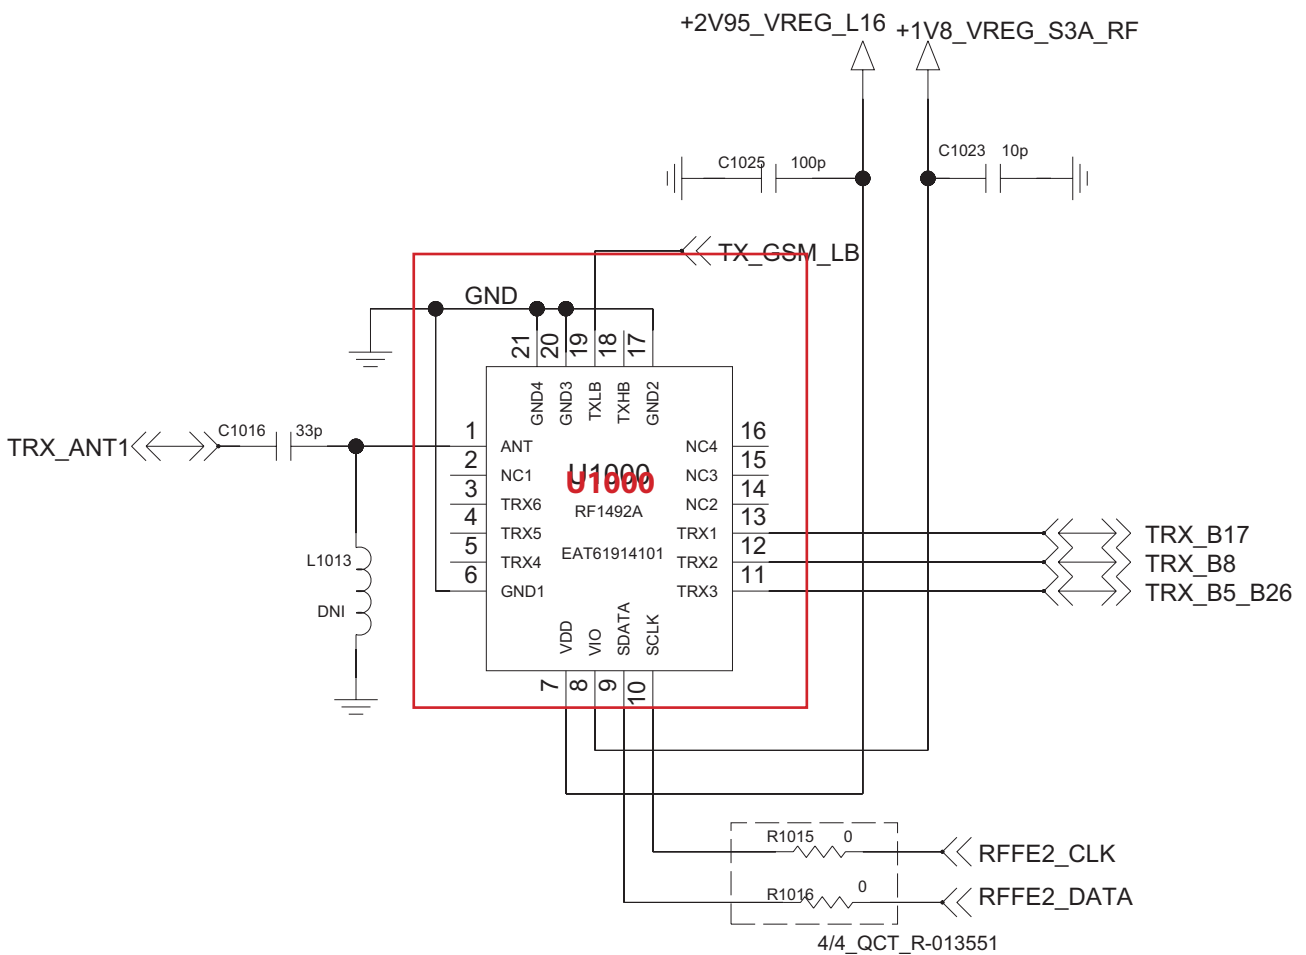 +2V95_VREG_L16 +1V8_VREG_S3A_RF
C1025 100p
C1023 10p
TX_GSM_LB
GND
21 20 19 18 17
GND4 GND3 TXLB TXHB GND2
TRX_ANT1
C1016 33p
1 ANT
2 NC1
3 TRX6
4 TRX5
5 TRX4
6 GND1
U1000
U1000
RF1492A
EAT61914101
NC4 16
NC3 15
NC2 14
TRX1 13
TRX2 12
TRX3 11
TRX_B17
TRX_B8
TRX_B5_B26
L1013
DNI
VDD VIO SDATA SCLK
7 8 9 10
R1015 0
RFFE2_CLK
R1016 0
RFFE2_DATA
4/4_QCT_R-013551